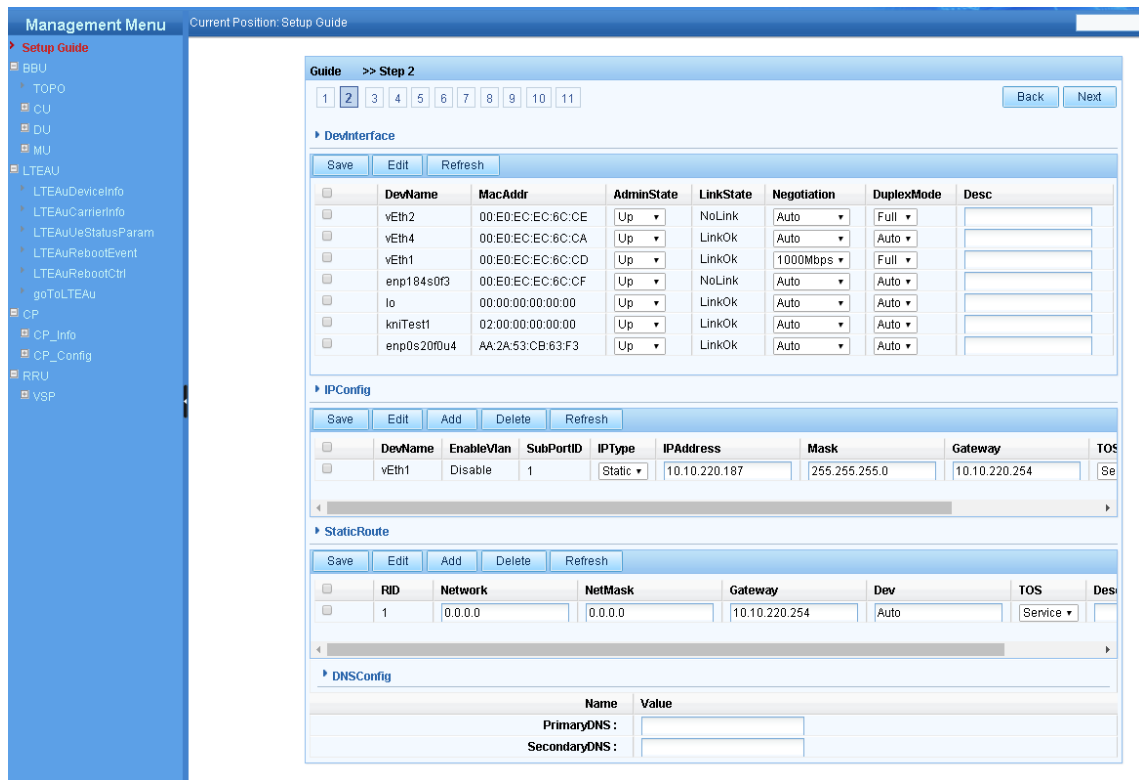 Management Menu
Current Position: Setup Guide
Setup Guide
BBU
TOPO
CU
DU
MU
LTEAU
LTEAuDeviceInfo
LTEAuCarrierInfo
LTEAuUeStatusParam
LTEAuRebootEvent
LTEAuRebootCtrl
goToLTEAu
CP
CP_Info
CP_Config
RRU
VSP
Guide >> Step 2
1 2 3 4 5 6 7 8 9 10 11 Back Next
DevInterface
Save Edit Refresh
DevName MacAddr AdminState LinkState Negotiation DuplexMode Desc
vEth2 00:E0:EC:EC:6C:CE Up NoLink Auto Full
vEth4 00:E0:EC:EC:6C:CA Up LinkOk Auto Auto
vEth1 00:E0:EC:EC:6C:CD Up LinkOk 1000Mbps Full
enp184s0f3 00:E0:EC:EC:6C:CF Up NoLink Auto Auto
lo 00:00:00:00:00:00 Up LinkOk Auto Auto
kniTest1 02:00:00:00:00:00 Up LinkOk Auto Auto
enp0s20f0u4 AA:2A:53:CB:63:F3 Up LinkOk Auto Auto
IPConfig
Save Edit Add Delete Refresh
DevName EnableVlan SubPortID IPType IPAddress Mask Gateway TOS
vEth1 Disable 1 Static 10.10.220.187 255.255.255.0 10.10.220.254 Se
StaticRoute
Save Edit Add Delete Refresh
RID Network NetMask Gateway Dev TOS Des
1 0.0.0.0 0.0.0.0 10.10.220.254 Auto Service
DNSConfig
Name Value
PrimaryDNS :
SecondaryDNS :